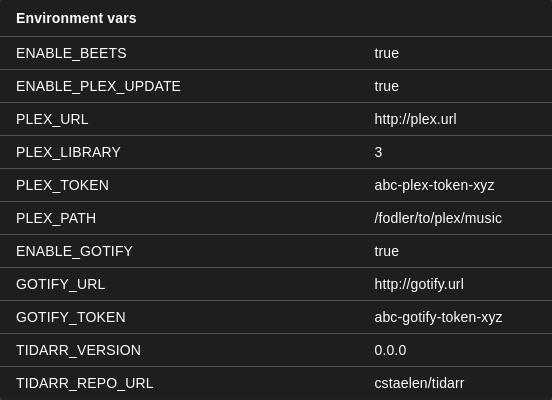 Environment vars
ENABLE_BEETS true
ENABLE_PLEX_UPDATE true
PLEX_URL http://plex.url
PLEX_LIBRARY 3
PLEX_TOKEN abc-plex-token-xyz
PLEX_PATH /fodler/to/plex/music
ENABLE_GOTIFY true
GOTIFY_URL http://gotify.url
GOTIFY_TOKEN abc-gotify-token-xyz
TIDARR_VERSION 0.0.0
TIDARR_REPO_URL cstaelen/tidarr